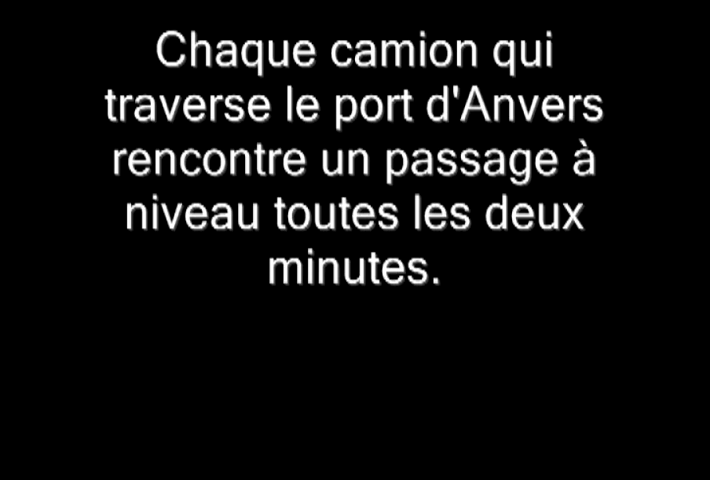 Chaque camion qui
traverse le port d'Anvers
rencontre un passage à
niveau toutes les deux
minutes.